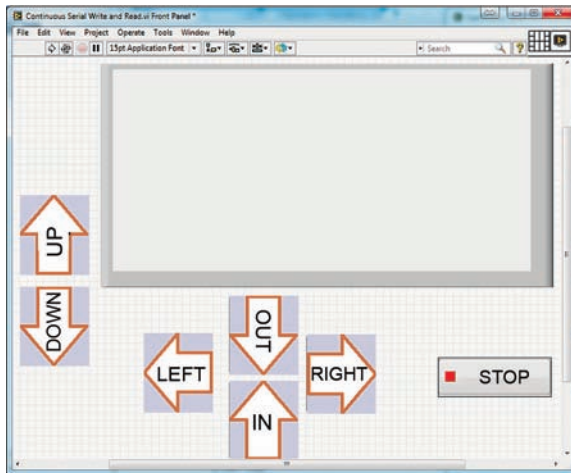 Continuous Serial Write and Read.vi Front Panel *
File Edit View Project Operate Tools Window Help
15pt Application Font
Search
?
UP
DOWN
OUT
LEFT
RIGHT
IN
STOP